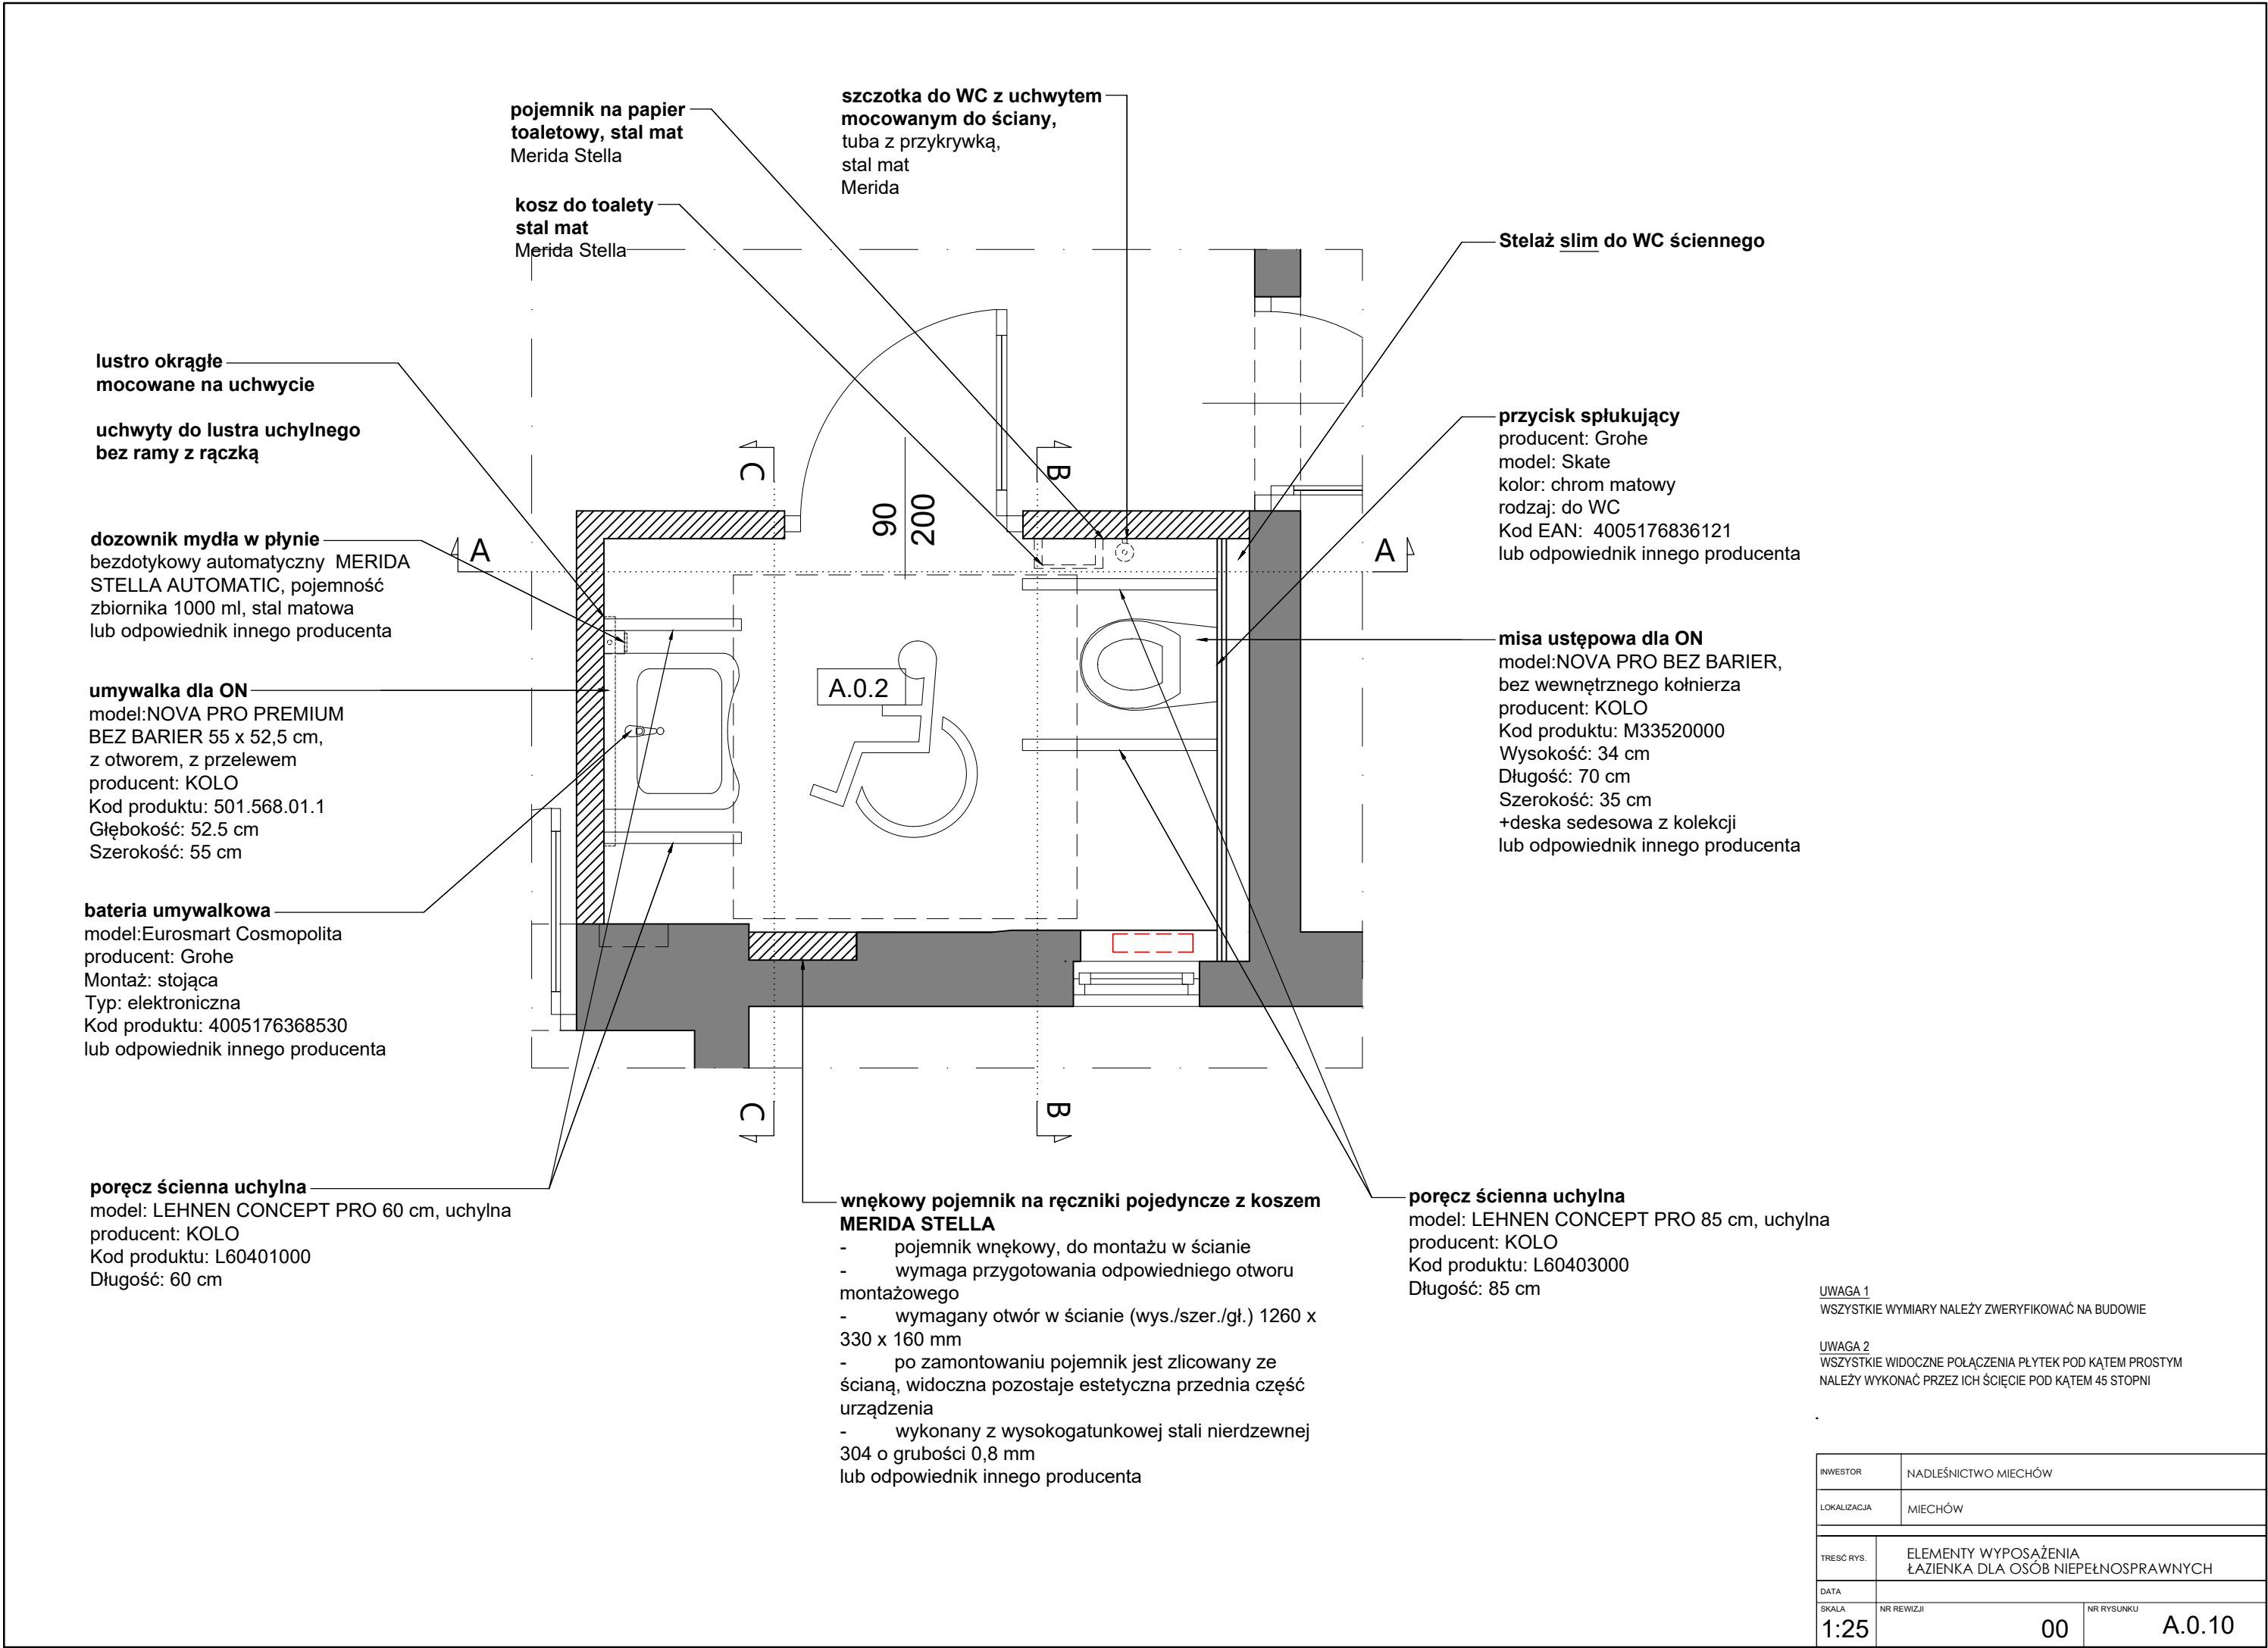 pojemnik na papier
toaletowy, stal mat
Merida Stella
kosz do toalety
stal mat
Merida Stella
szczotka do WC z uchwytem
mocowanym do ściany,
tuba z przykrywką,
stal mat
Merida
Stelaż slim do WC ściennego
lustro okrągłe
mocowane na uchwycie
uchwyty do lustra uchylnego
bez ramy z rączką
dozownik mydła w płynie
bezdotykowy automatyczny MERIDA
STELLA AUTOMATIC, pojemność
zbiornika 1000 ml, stal matowa
lub odpowiednik innego producenta
umywalka dla ON
model:NOVA PRO PREMIUM
BEZ BARIER 55 x 52,5 cm,
z otworem, z przelewem
producent: KOLO
Kod produktu: 501.568.01.1
Głębokość: 52.5 cm
Szerokość: 55 cm
bateria umywalkowa
model:Eurosmart Cosmopolita
producent: Grohe
Montaż: stojąca
Typ: elektroniczna
Kod produktu: 4005176368530
lub odpowiednik innego producenta
poręcz ścienna uchylna
model: LEHNEN CONCEPT PRO 60 cm, uchylna
producent: KOLO
Kod produktu: L60401000
Długość: 60 cm
C
B
90
200
A
A
A.0.2
C
B
przycisk spłukujący
producent: Grohe
model: Skate
kolor: chrom matowy
rodzaj: do WC
Kod EAN: 4005176836121
lub odpowiednik innego producenta
misa ustępowa dla ON
model:NOVA PRO BEZ BARIER,
bez wewnętrznego kołnierza
producent: KOLO
Kod produktu: M33520000
Wysokość: 34 cm
Długość: 70 cm
Szerokość: 35 cm
+deska sedesowa z kolekcji
lub odpowiednik innego producenta
wnękowy pojemnik na ręczniki pojedyncze z koszem
MERIDA STELLA
- pojemnik wnękowy, do montażu w ścianie
- wymaga przygotowania odpowiedniego otworu
montażowego
- wymagany otwór w ścianie (wys./szer./gł.) 1260 x
330 x 160 mm
- po zamontowaniu pojemnik jest zlicowany ze
ścianą, widoczna pozostaje estetyczna przednia część
urządzenia
- wykonany z wysokogatunkowej stali nierdzewnej
304 o grubości 0,8 mm
lub odpowiednik innego producenta
poręcz ścienna uchylna
model: LEHNEN CONCEPT PRO 85 cm, uchylna
producent: KOLO
Kod produktu: L60403000
Długość: 85 cm
UWAGA 1
WSZYSTKIE WYMIARY NALEŻY ZWERYFIKOWAĆ NA BUDOWIE
UWAGA 2
WSZYSTKIE WIDOCZNE POŁĄCZENIA PŁYTEK POD KĄTEM PROSTYM
NALEŻY WYKONAĆ PRZEZ ICH ŚCIĘCIE POD KĄTEM 45 STOPNI
.
INWESTOR NADLEŚNICTWO MIECHÓW
LOKALIZACJA MIECHÓW
TREŚĆ RYS. ELEMENTY WYPOSAŻENIA
ŁAZIENKA DLA OSÓB NIEPEŁNOSPRAWNYCH
DATA
SKALA NR REWIZJI NR RYSUNKU
1:25 00 A.0.10